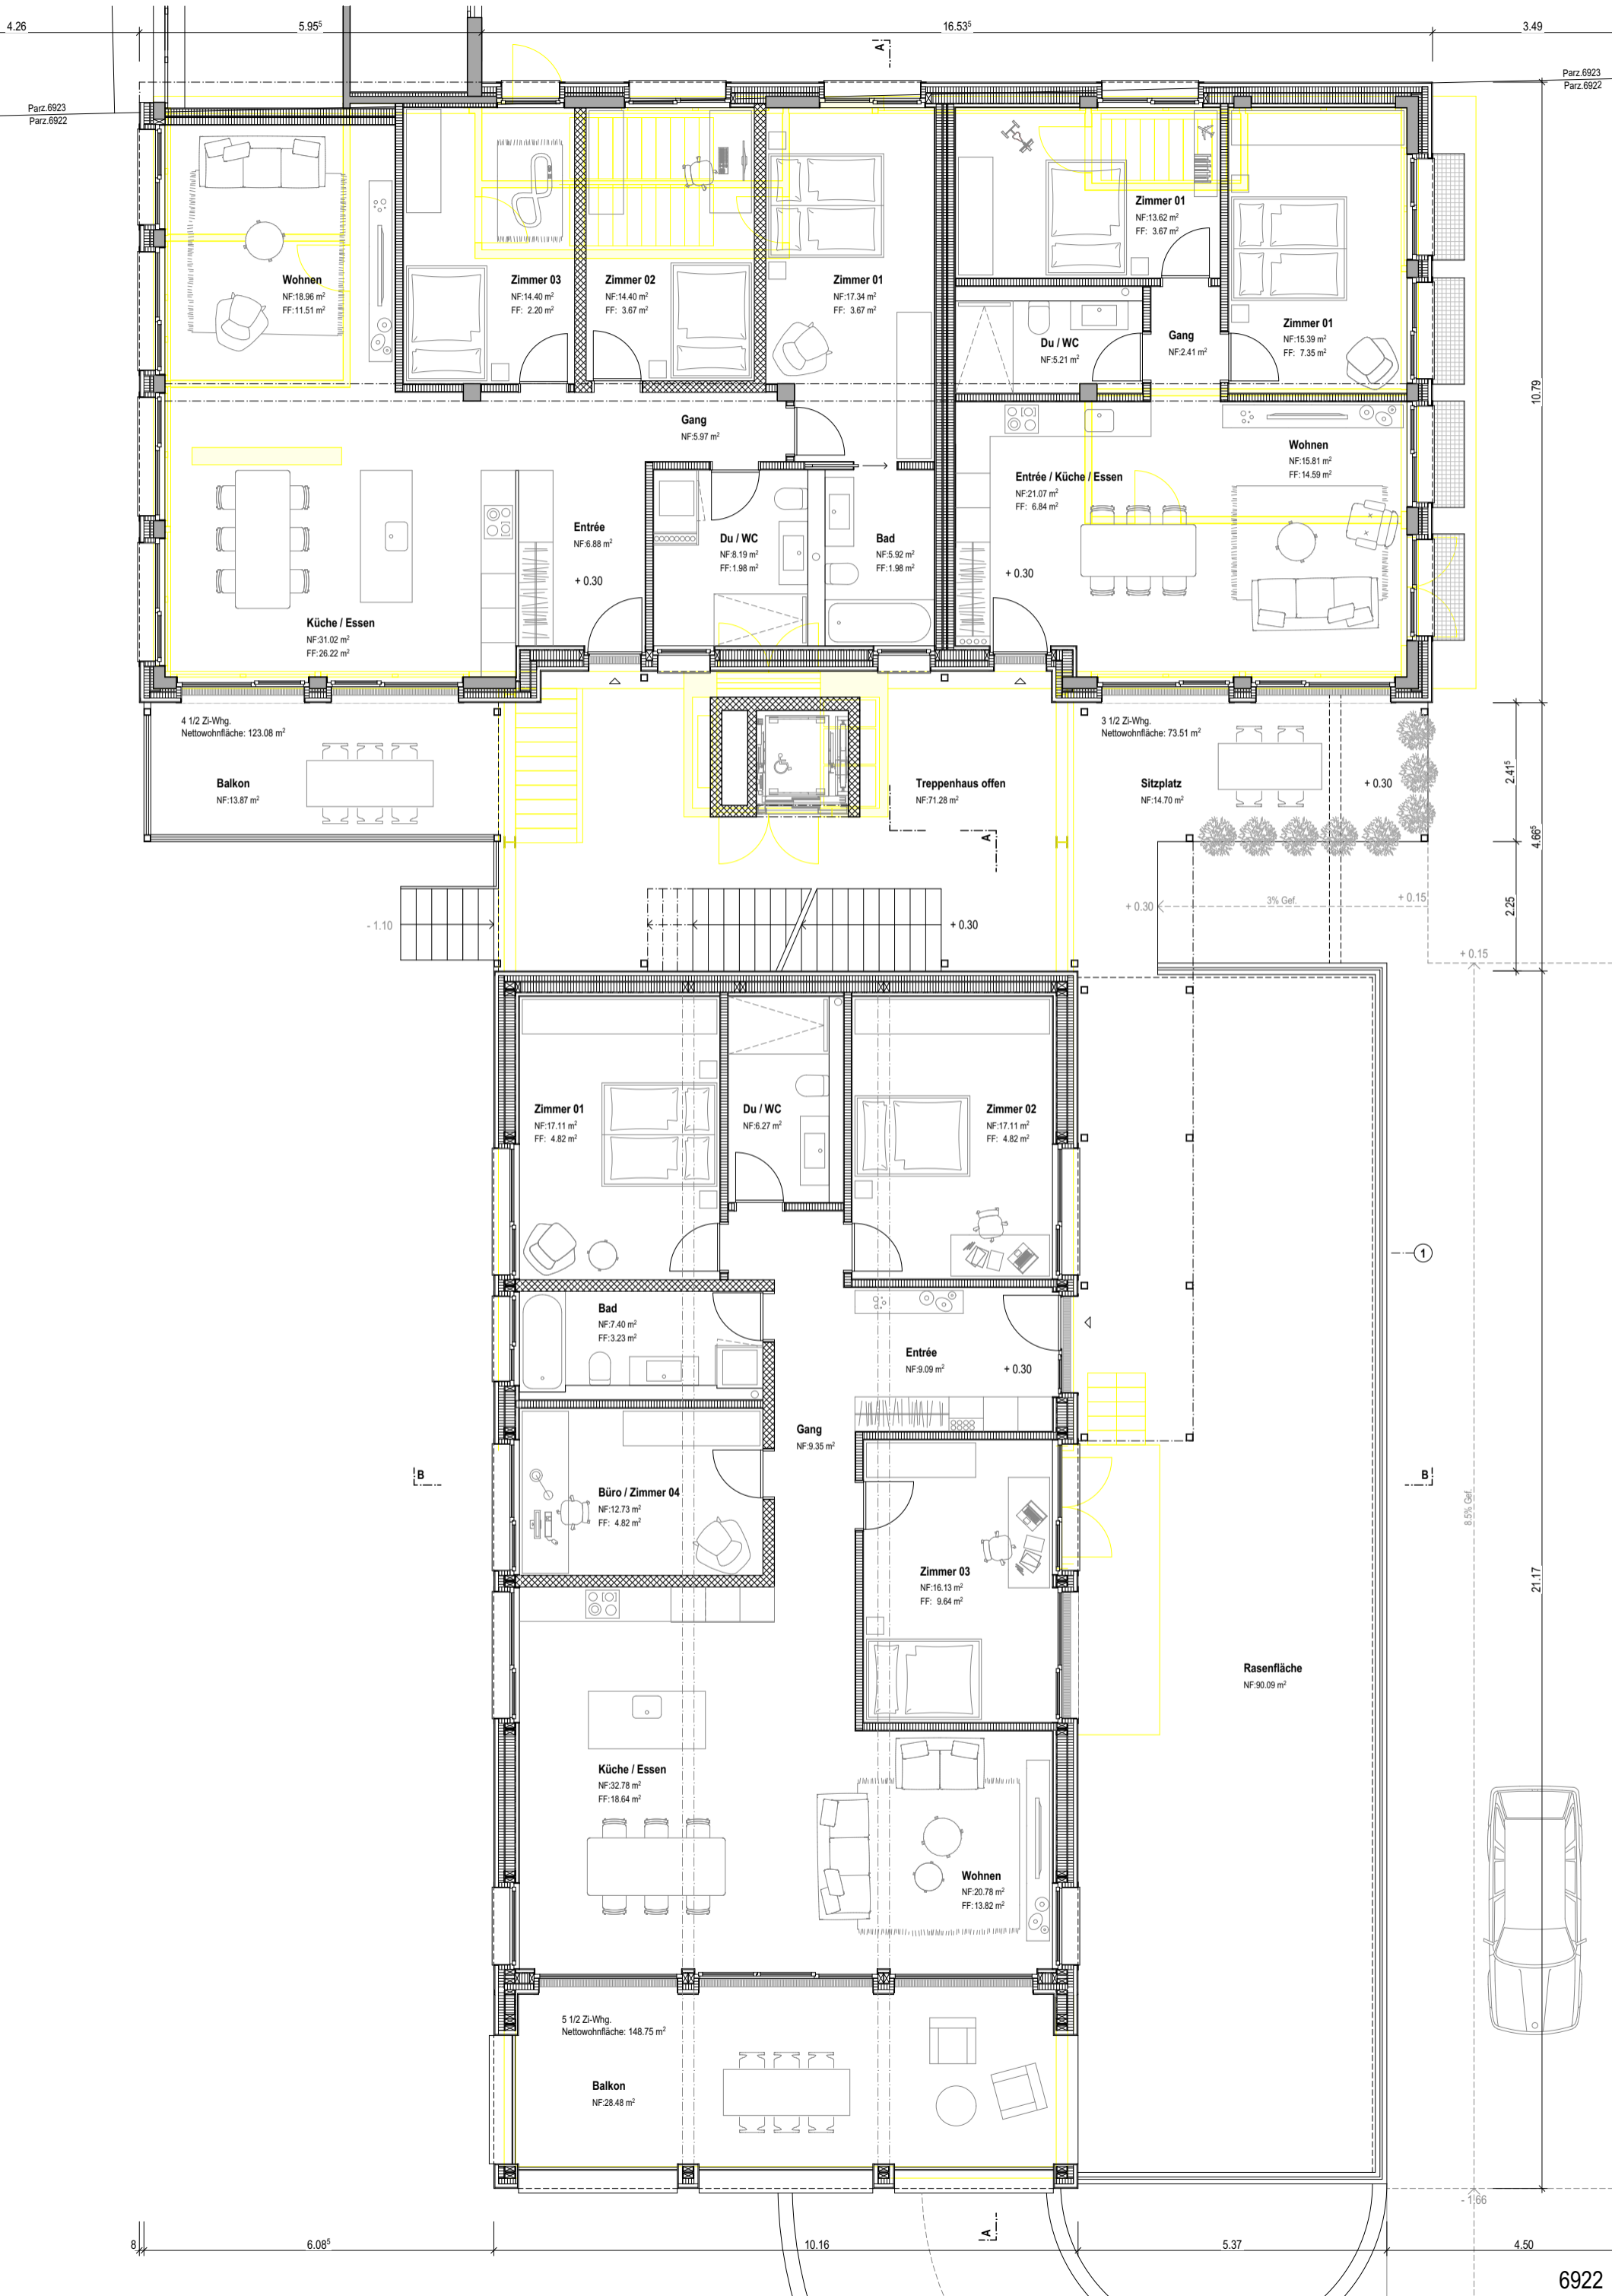 4.26
5.95⁵
16.53⁵
3.49
A
Parz.6923
Parz.6922
Parz.6923
Parz.6922
Wohnen
NF:18.96 m²
FF:11.51 m²
Zimmer 03
NF:14.40 m²
FF: 2.20 m²
Zimmer 02
NF:14.40 m²
FF: 3.67 m²
Zimmer 01
NF:17.34 m²
FF: 3.67 m²
Zimmer 01
NF:13.62 m²
FF: 3.67 m²
Zimmer 01
NF:15.39 m²
FF: 7.35 m²
Du / WC
NF:5.21 m²
Gang
NF:2.41 m²
10.79
Gang
NF:5.97 m²
Wohnen
NF:15.81 m²
FF:14.59 m²
Entrée / Küche / Essen
NF:21.07 m²
FF: 6.84 m²
+ 0.30
Entrée
NF:6.88 m²
+ 0.30
Du / WC
NF:8.19 m²
FF:1.98 m²
Bad
NF:5.92 m²
FF:1.98 m²
Küche / Essen
NF:31.02 m²
FF:26.22 m²
4 1/2 Zi-Whg.
Nettowohnfläche: 123.08 m²
Balkon
NF:13.87 m²
Treppenhaus offen
NF:71.28 m²
3 1/2 Zi-Whg.
Nettowohnfläche: 73.51 m²
Sitzplatz
NF:14.70 m²
+ 0.30
2.41⁵
4.66⁵
2.25
A
- 1.10
+ 0.30
+ 0.30
3% Gef.
+ 0.15
+ 0.15
Zimmer 01
NF:17.11 m²
FF: 4.82 m²
Du / WC
NF:6.27 m²
Zimmer 02
NF:17.11 m²
FF: 4.82 m²
1
Bad
NF:7.40 m²
FF:3.23 m²
Entrée
NF:9.09 m²
+ 0.30
Gang
NF:9.35 m²
B
B
8.5% Gef.
Büro / Zimmer 04
NF:12.73 m²
FF: 4.82 m²
Zimmer 03
NF:16.13 m²
FF: 9.64 m²
21.17
Rasenfläche
NF:90.09 m²
Küche / Essen
NF:32.78 m²
FF:18.64 m²
Wohnen
NF:20.78 m²
FF:13.82 m²
5 1/2 Zi-Whg.
Nettowohnfläche: 148.75 m²
Balkon
NF:28.48 m²
- 1.66
A
8
6.08⁵
10.16
5.37
4.50
6922